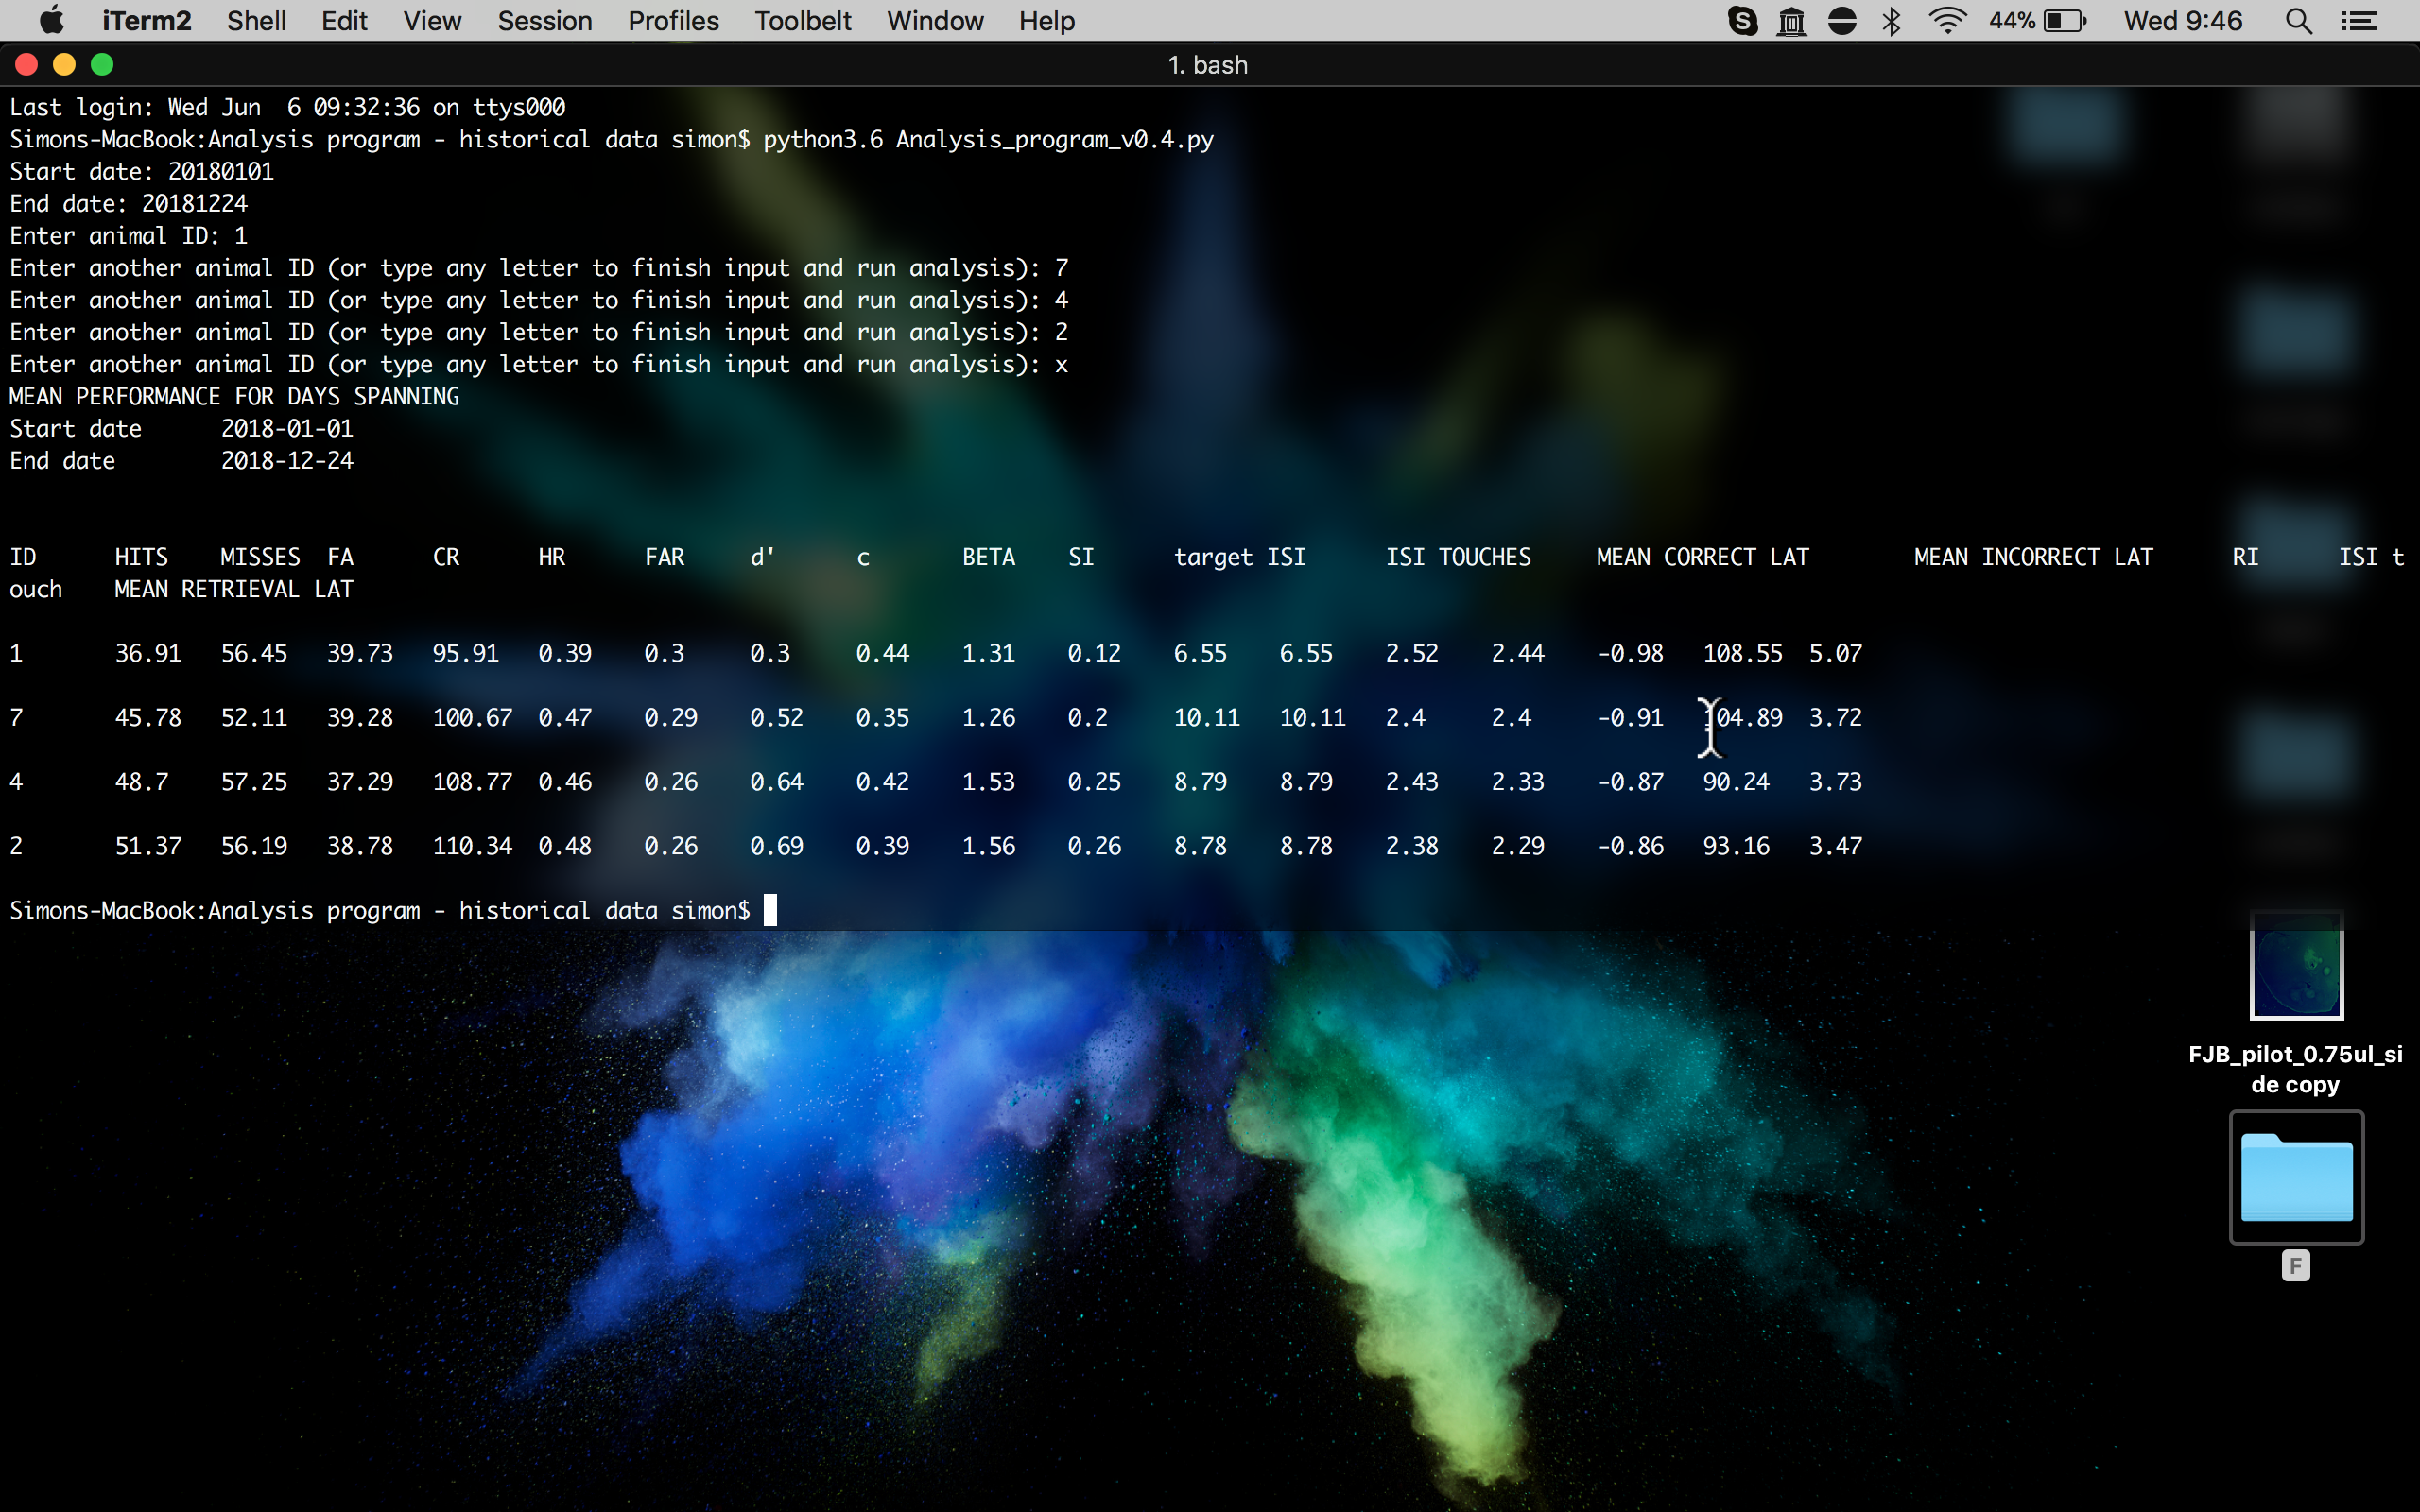 iTerm2 Shell Edit View Session Profiles Toolbelt Window Help 44% Wed 9:46
1. bash
Last login: Wed Jun  6 09:32:36 on ttys000
Simons-MacBook:Analysis program - historical data simon$ python3.6 Analysis_program_v0.4.py
Start date: 20180101
End date: 20181224
Enter animal ID: 1
Enter another animal ID (or type any letter to finish input and run analysis): 7
Enter another animal ID (or type any letter to finish input and run analysis): 4
Enter another animal ID (or type any letter to finish input and run analysis): 2
Enter another animal ID (or type any letter to finish input and run analysis): x
MEAN PERFORMANCE FOR DAYS SPANNING
Start date      2018-01-01
End date        2018-12-24
ID HITS MISSES FA CR HR FAR d' c BETA SI target ISI ISI TOUCHES MEAN CORRECT LAT MEAN INCORRECT LAT RI ISI t
ouch MEAN RETRIEVAL LAT
1 36.91 56.45 39.73 95.91 0.39 0.3 0.3 0.44 1.31 0.12 6.55 6.55 2.52 2.44 -0.98 108.55 5.07
7 45.78 52.11 39.28 100.67 0.47 0.29 0.52 0.35 1.26 0.2 10.11 10.11 2.4 2.4 -0.91 104.89 3.72
4 48.7 57.25 37.29 108.77 0.46 0.26 0.64 0.42 1.53 0.25 8.79 8.79 2.43 2.33 -0.87 90.24 3.73
2 51.37 56.19 38.78 110.34 0.48 0.26 0.69 0.39 1.56 0.26 8.78 8.78 2.38 2.29 -0.86 93.16 3.47
Simons-MacBook:Analysis program - historical data simon$
FJB_pilot_0.75ul_si
de copy
F